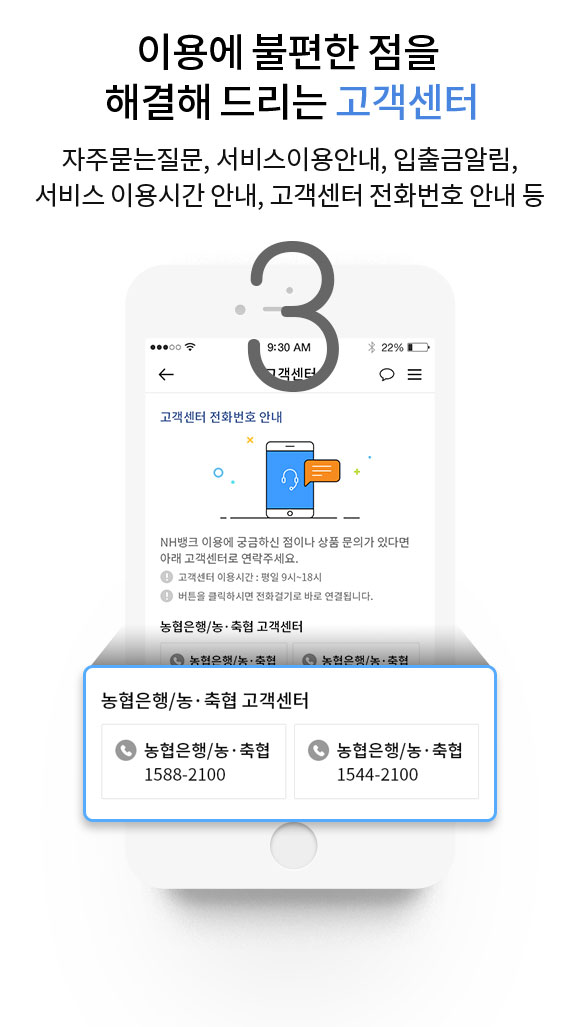 이용에 불편한 점을
해결해 드리는 고객센터
자주묻는질문, 서비스이용안내, 입출금알림,
서비스 이용시간 안내, 고객센터 전화번호 안내 등
3
9:30 AM 22%
고객센터
고객센터 전화번호 안내
NH뱅크 이용에 궁금하신 점이나 상품 문의가 있다면
아래 고객센터로 연락주세요.
고객센터 이용시간 : 평일 9시~18시
버튼을 클릭하시면 전화걸기로 바로 연결됩니다.
농협은행/농·축협 고객센터
농협은행/농·축협 농협은행/농·축협
농협은행/농·축협 고객센터
농협은행/농·축협 농협은행/농·축협
1588-2100 1544-2100